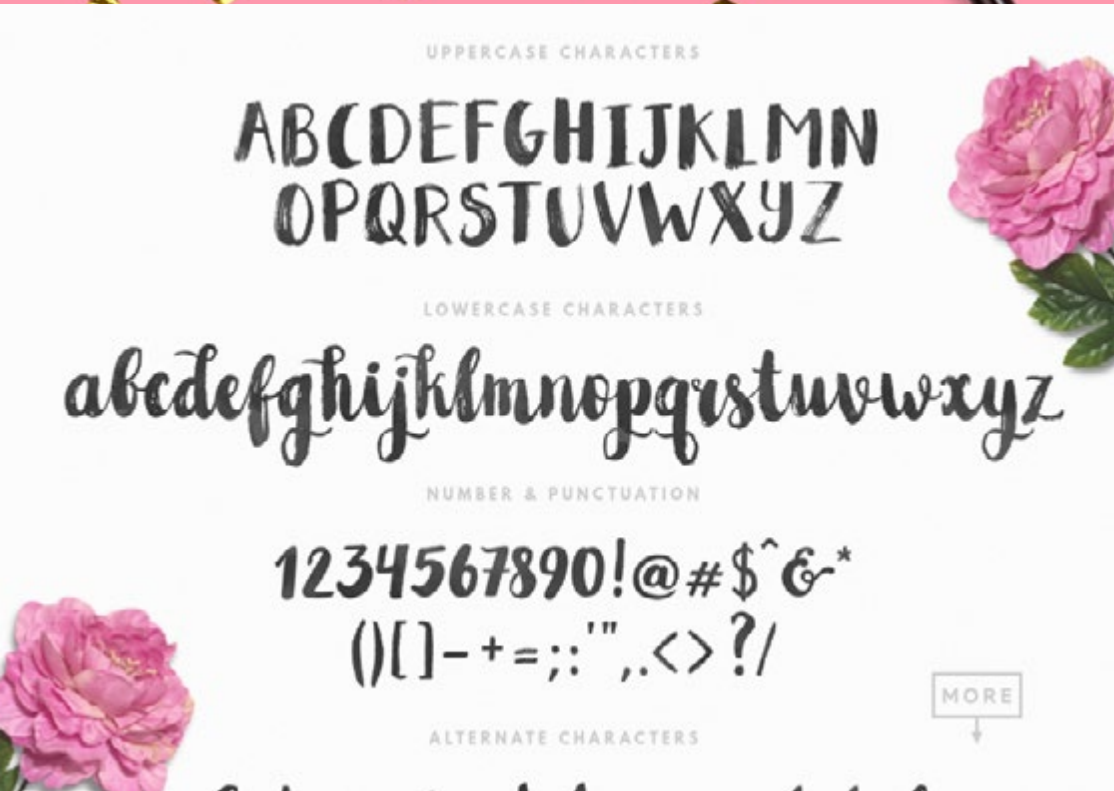 UPPERCASE CHARACTERS
ABCDEFGHIJKLMN
OPQRSTUVWXYZ
LOWERCASE CHARACTERS
abcdefghijklmnopqrstuvwxyz
NUMBER & PUNCTUATION
1234567890!@#$^&*
()[]-+=;:'",.<>?/
MORE
ALTERNATE CHARACTERS